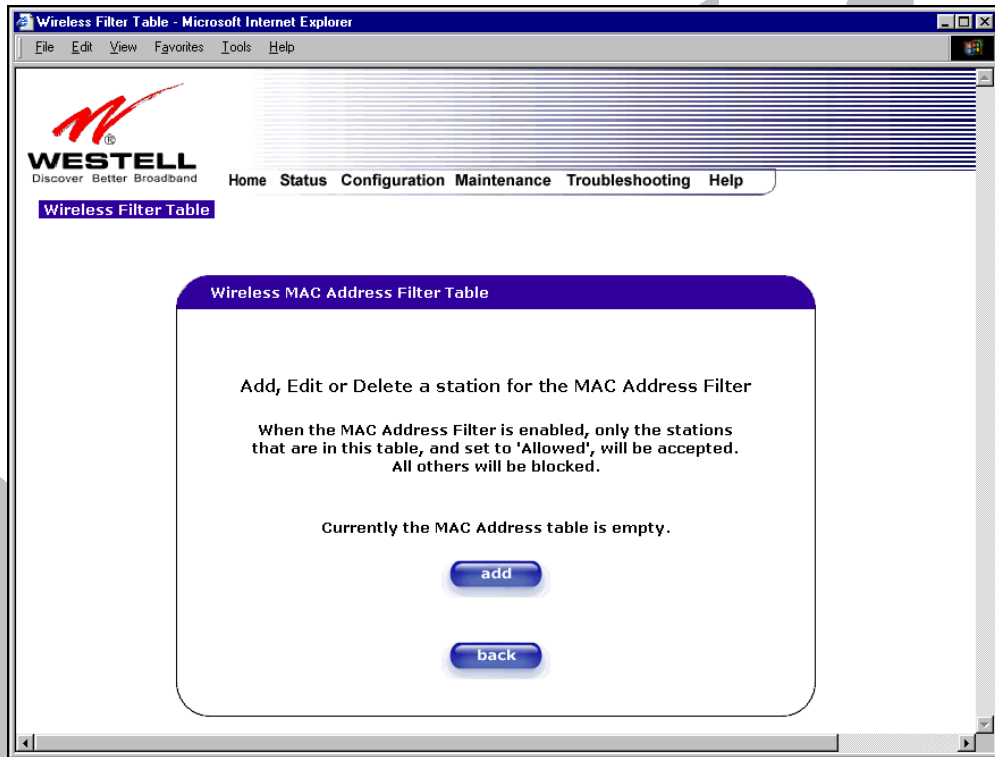 Wireless Filter Table - Microsoft Internet Explorer
File Edit View Favorites Tools Help
®
WESTELL
Discover Better Broadband
Home Status Configuration Maintenance Troubleshooting Help
Wireless Filter Table
Wireless MAC Address Filter Table
Add, Edit or Delete a station for the MAC Address Filter
When the MAC Address Filter is enabled, only the stations
that are in this table, and set to 'Allowed', will be accepted.
All others will be blocked.
Currently the MAC Address table is empty.
add
back